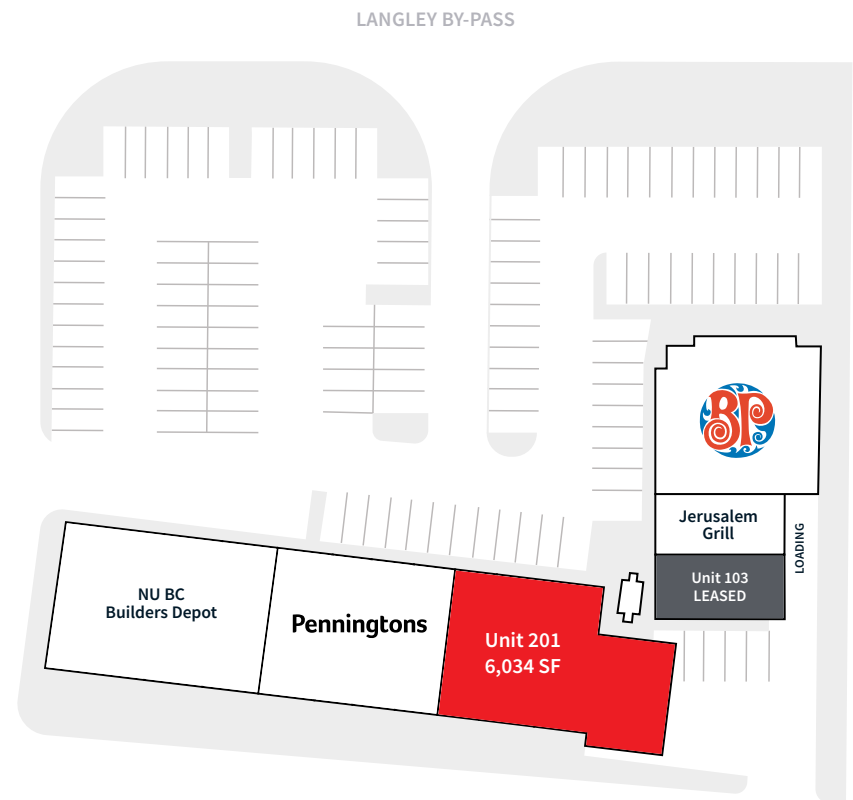 LANGLEY BY-PASS
BP
Jerusalem
Grill
LOADING
Unit 103
LEASED
NU BC
Builders Depot
Penningtons
Unit 201
6,034 SF